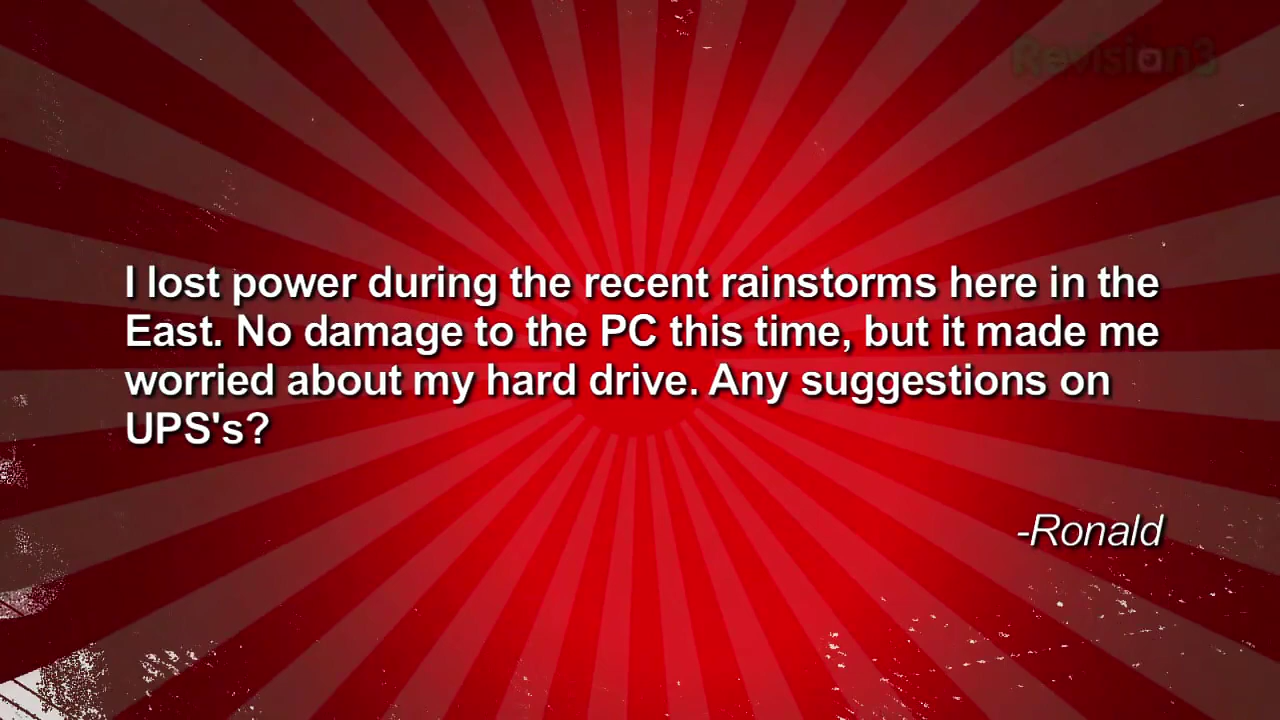 Revision3
I lost power during the recent rainstorms here in the
East. No damage to the PC this time, but it made me
worried about my hard drive. Any suggestions on
UPS's?
-Ronald